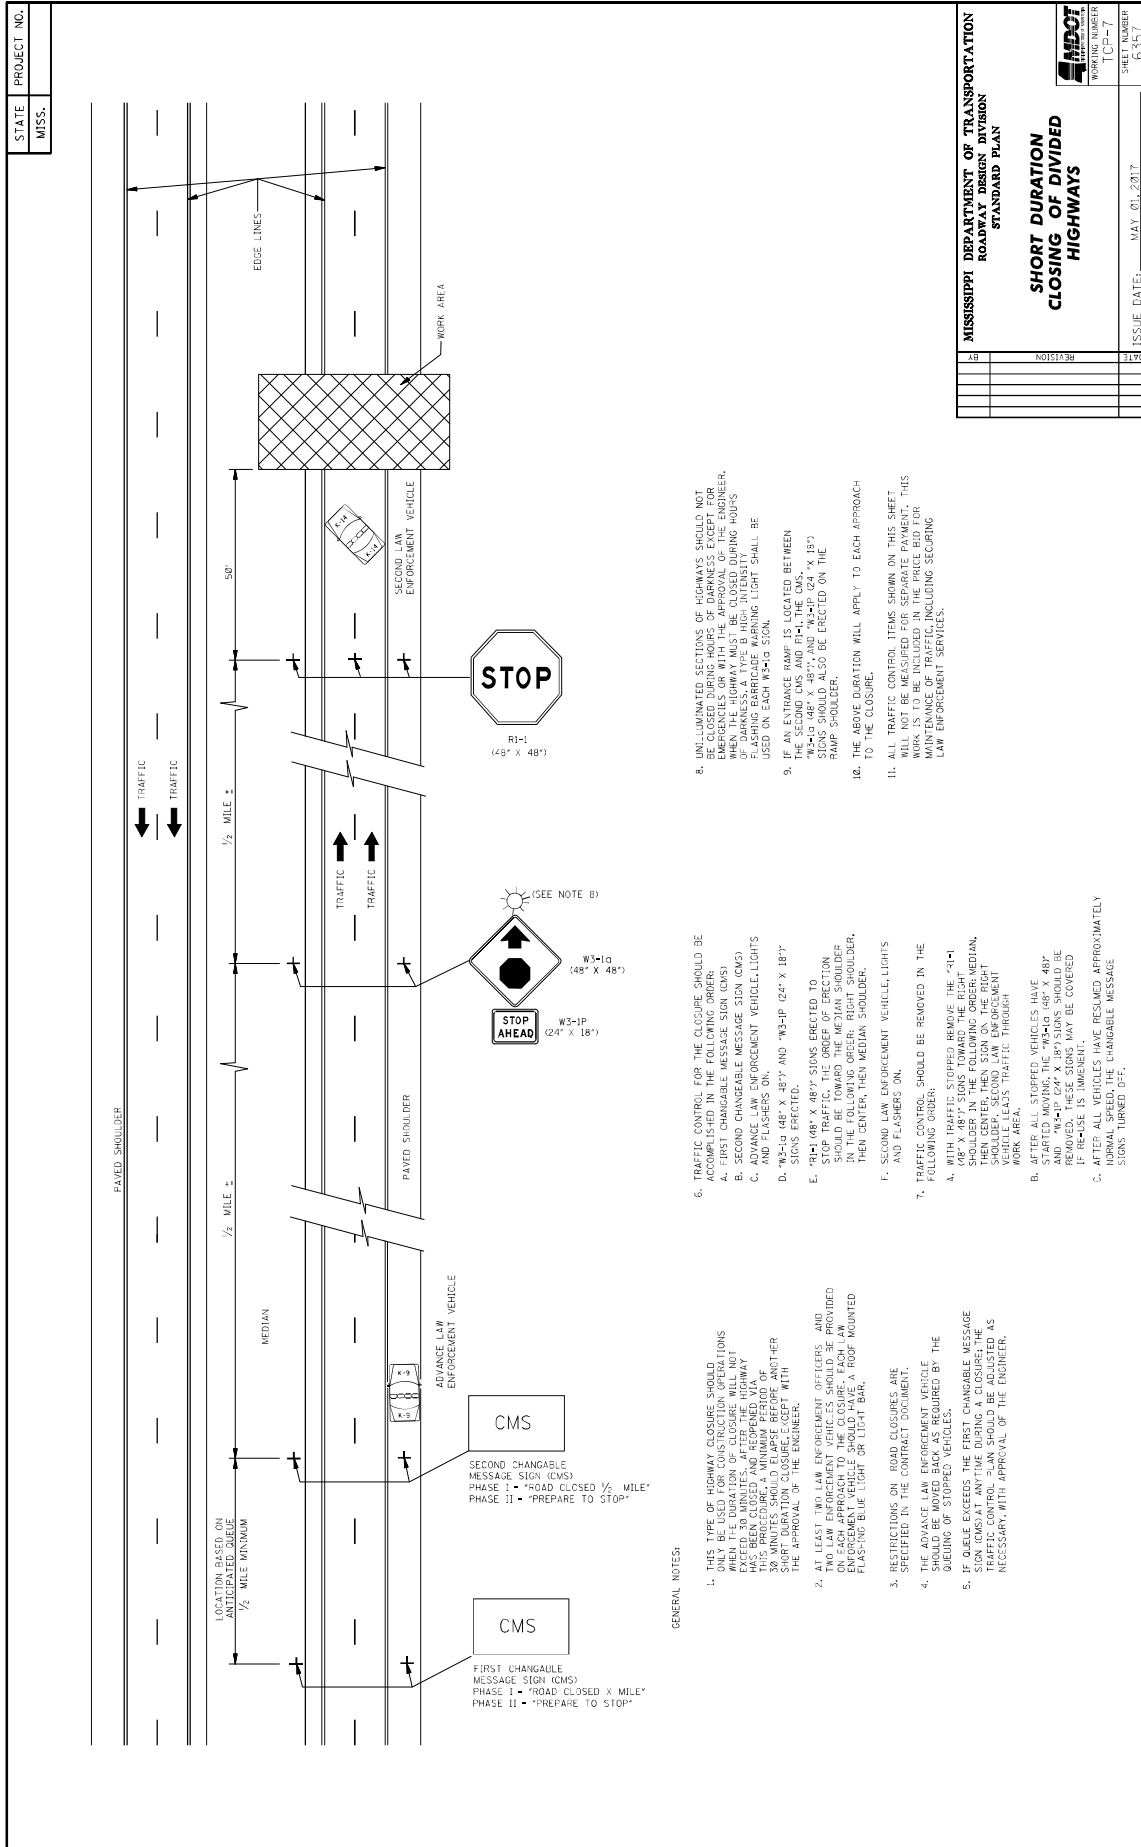 STATE PROJECT NO.
MISS.
PAVED SHOULDER
TRAFFIC
TRAFFIC
EDGE LINES
LOCATION BASED ON
ANTICIPATED QUEUE
1/2 MILE MINIMUM
1/2 MILE ±
1/2 MILE ±
50'
MEDIAN
TRAFFIC
TRAFFIC
PAVED SHOULDER
WORK AREA
K-9
K-9
ADVANCE LAW
ENFORCEMENT VEHICLE
K-14
K-14
SECOND LAW
ENFORCEMENT VEHICLE
CMS
FIRST CHANGABLE
MESSAGE SIGN (CMS)
PHASE I - "ROAD CLOSED X MILE"
PHASE II - "PREPARE TO STOP"
CMS
SECOND CHANGABLE
MESSAGE SIGN (CMS)
PHASE I - "ROAD CLOSED 1/2 MILE"
PHASE II - "PREPARE TO STOP"
STOP
AHEAD
W3-1P
(24" X 18")
W3-1a
(48" X 48")
(SEE NOTE 8)
STOP
R1-1
(48" X 48")
GENERAL NOTES:
1. THIS TYPE OF HIGHWAY CLOSURE SHOULD
ONLY BE USED FOR CONSTRUCTION OPERATIONS
WHEN THE DURATION OF CLOSURE WILL NOT
EXCEED 30 MINUTES. AFTER THE HIGHWAY
HAS BEEN CLOSED AND REOPENED VIA
THIS PROCEDURE, A MINIMUM PERIOD OF
30 MINUTES SHOULD ELAPSE BEFORE ANOTHER
SHORT DURATION CLOSURE, EXCEPT WITH
THE APPROVAL OF THE ENGINEER.
2. AT LEAST TWO LAW ENFORCEMENT OFFICERS AND
TWO LAW ENFORCEMENT VEHICLES SHOULD BE PROVIDED
ON EACH APPROACH TO THE CLOSURE. EACH LAW
ENFORCEMENT VEHICLE SHOULD HAVE A ROOF MOUNTED
FLASHING BLUE LIGHT OR LIGHT BAR.
3. RESTRICTIONS ON ROAD CLOSURES ARE
SPECIFIED IN THE CONTRACT DOCUMENT.
4. THE ADVANCE LAW ENFORCEMENT VEHICLE
SHOULD BE MOVED BACK AS REQUIRED BY THE
QUEUING OF STOPPED VEHICLES.
5. IF QUEUE EXCEEDS THE FIRST CHANGABLE MESSAGE
SIGN (CMS) AT ANYTIME DURING A CLOSURE; THE
TRAFFIC CONTROL PLAN SHOULD BE ADJUSTED AS
NECESSARY, WITH APPROVAL OF THE ENGINEER.
6. TRAFFIC CONTROL FOR THE CLOSURE SHOULD BE
ACCOMPLISHED IN THE FOLLOWING ORDER:
A. FIRST CHANGABLE MESSAGE SIGN (CMS)
B. SECOND CHANGEABLE MESSAGE SIGN (CMS)
C. ADVANCE LAW ENFORCEMENT VEHICLE, LIGHTS
AND FLASHERS ON.
D. "W3-1a (48" X 48")" AND "W3-1P (24" X 18")"
SIGNS ERECTED.
E. "R1-1 (48" X 48")" SIGNS ERECTED TO
STOP TRAFFIC. THE ORDER OF ERECTION
SHOULD BE TOWARD THE MEDIAN SHOULDER
IN THE FOLLOWING ORDER: RIGHT SHOULDER,
THEN CENTER, THEN MEDIAN SHOULDER.
F. SECOND LAW ENFORCEMENT VEHICLE, LIGHTS
AND FLASHERS ON.
7. TRAFFIC CONTROL SHOULD BE REMOVED IN THE
FOLLOWING ORDER:
A. WITH TRAFFIC STOPPED REMOVE THE "R1-1
(48" X 48")" SIGNS TOWARD THE RIGHT
SHOULDER IN THE FOLLOWING ORDER: MEDIAN,
THEN CENTER, THEN SIGN ON THE RIGHT
SHOULDER. SECOND LAW ENFORCEMENT
VEHICLE LEADS TRAFFIC THROUGH
WORK AREA.
B. AFTER ALL STOPPED VEHICLES HAVE
STARTED MOVING, THE "W3-1a (48" X 48)"
AND "W3-1P (24" X 18") SIGNS SHOULD BE
REMOVED. THESE SIGNS MAY BE COVERED
IF RE-USE IS IMMENENT.
C. AFTER ALL VEHICLES HAVE RESUMED APPROXIMATELY
NORMAL SPEED, THE CHANGABLE MESSAGE
SIGNS TURNED OFF.
8. UNILLUMINATED SECTIONS OF HIGHWAYS SHOULD NOT
BE CLOSED DURING HOURS OF DARKNESS EXCEPT FOR
EMERGENCIES OR WITH THE APPROVAL OF THE ENGINEER.
WHEN THE HIGHWAY MUST BE CLOSED DURING HOURS
OF DARKNESS, A TYPE B HIGH INTENSITY
FLASHING BARRICADE WARNING LIGHT SHALL BE
USED ON EACH W3-1a SIGN.
9. IF AN ENTRANCE RAMP IS LOCATED BETWEEN
THE SECOND CMS AND R1-1, THE CMS,
"W3-1a (48" X 48")", AND "W3-1P (24 "X 18")
SIGNS SHOULD ALSO BE ERECTED ON THE
RAMP SHOULDER.
10. THE ABOVE DURATION WILL APPLY TO EACH APPROACH
TO THE CLOSURE.
11. ALL TRAFFIC CONTROL ITEMS SHOWN ON THIS SHEET
WILL NOT BE MEASURED FOR SEPARATE PAYMENT. THIS
WORK IS TO BE INCLUDED IN THE PRICE BID FOR
MAINTENANCE OF TRAFFIC, INCLUDING SECURING
LAW ENFORCEMENT SERVICES.
BY
REVISION
DATE
MISSISSIPPI DEPARTMENT OF TRANSPORTATION
ROADWAY DESIGN DIVISION
STANDARD PLAN
SHORT DURATION
CLOSING OF DIVIDED
HIGHWAYS
MDOT
WORKING NUMBER
TCP-7
SHEET NUMBER
6357
ISSUE DATE: MAY 01, 2017